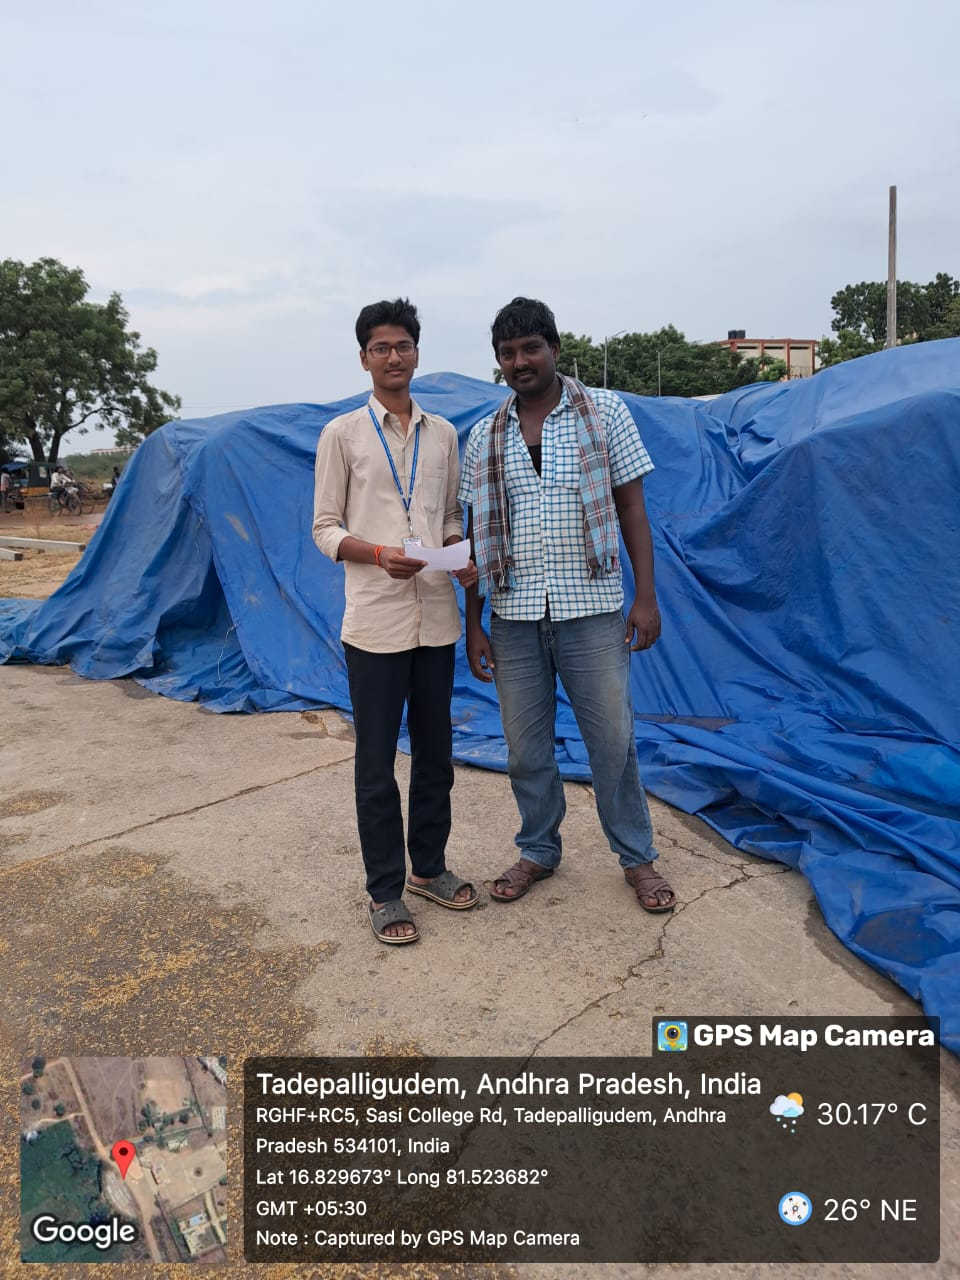 GPS Map Camera
Tadepalligudem, Andhra Pradesh, India
RGHF+RC5, Sasi College Rd, Tadepalligudem, Andhra
Pradesh 534101, India
Lat 16.829673° Long 81.523682°
GMT +05:30
Note : Captured by GPS Map Camera
30.17° C
26° NE
Google